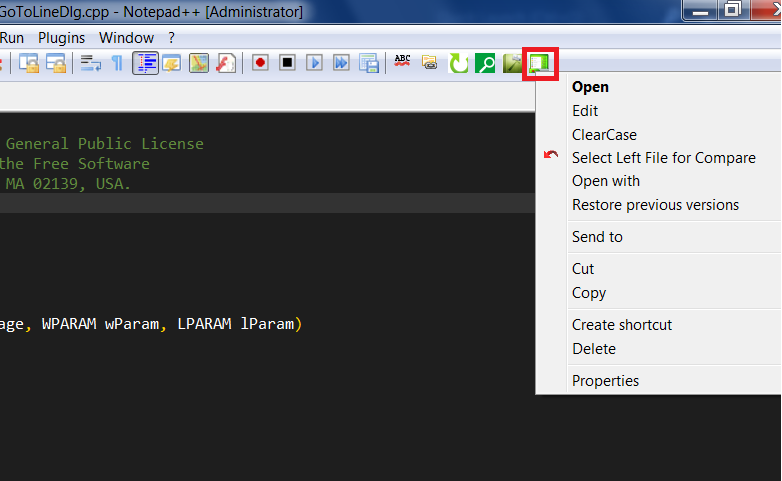 GoToLineDlg.cpp - Notepad++ [Administrator]
Run Plugins Window ?
ABC
Open
Edit
General Public License
ClearCase
the Free Software
Select Left File for Compare
MA 02139, USA.
Open with
Restore previous versions
Send to
Cut
Copy
age, WPARAM wParam, LPARAM lParam)
Create shortcut
Delete
Properties